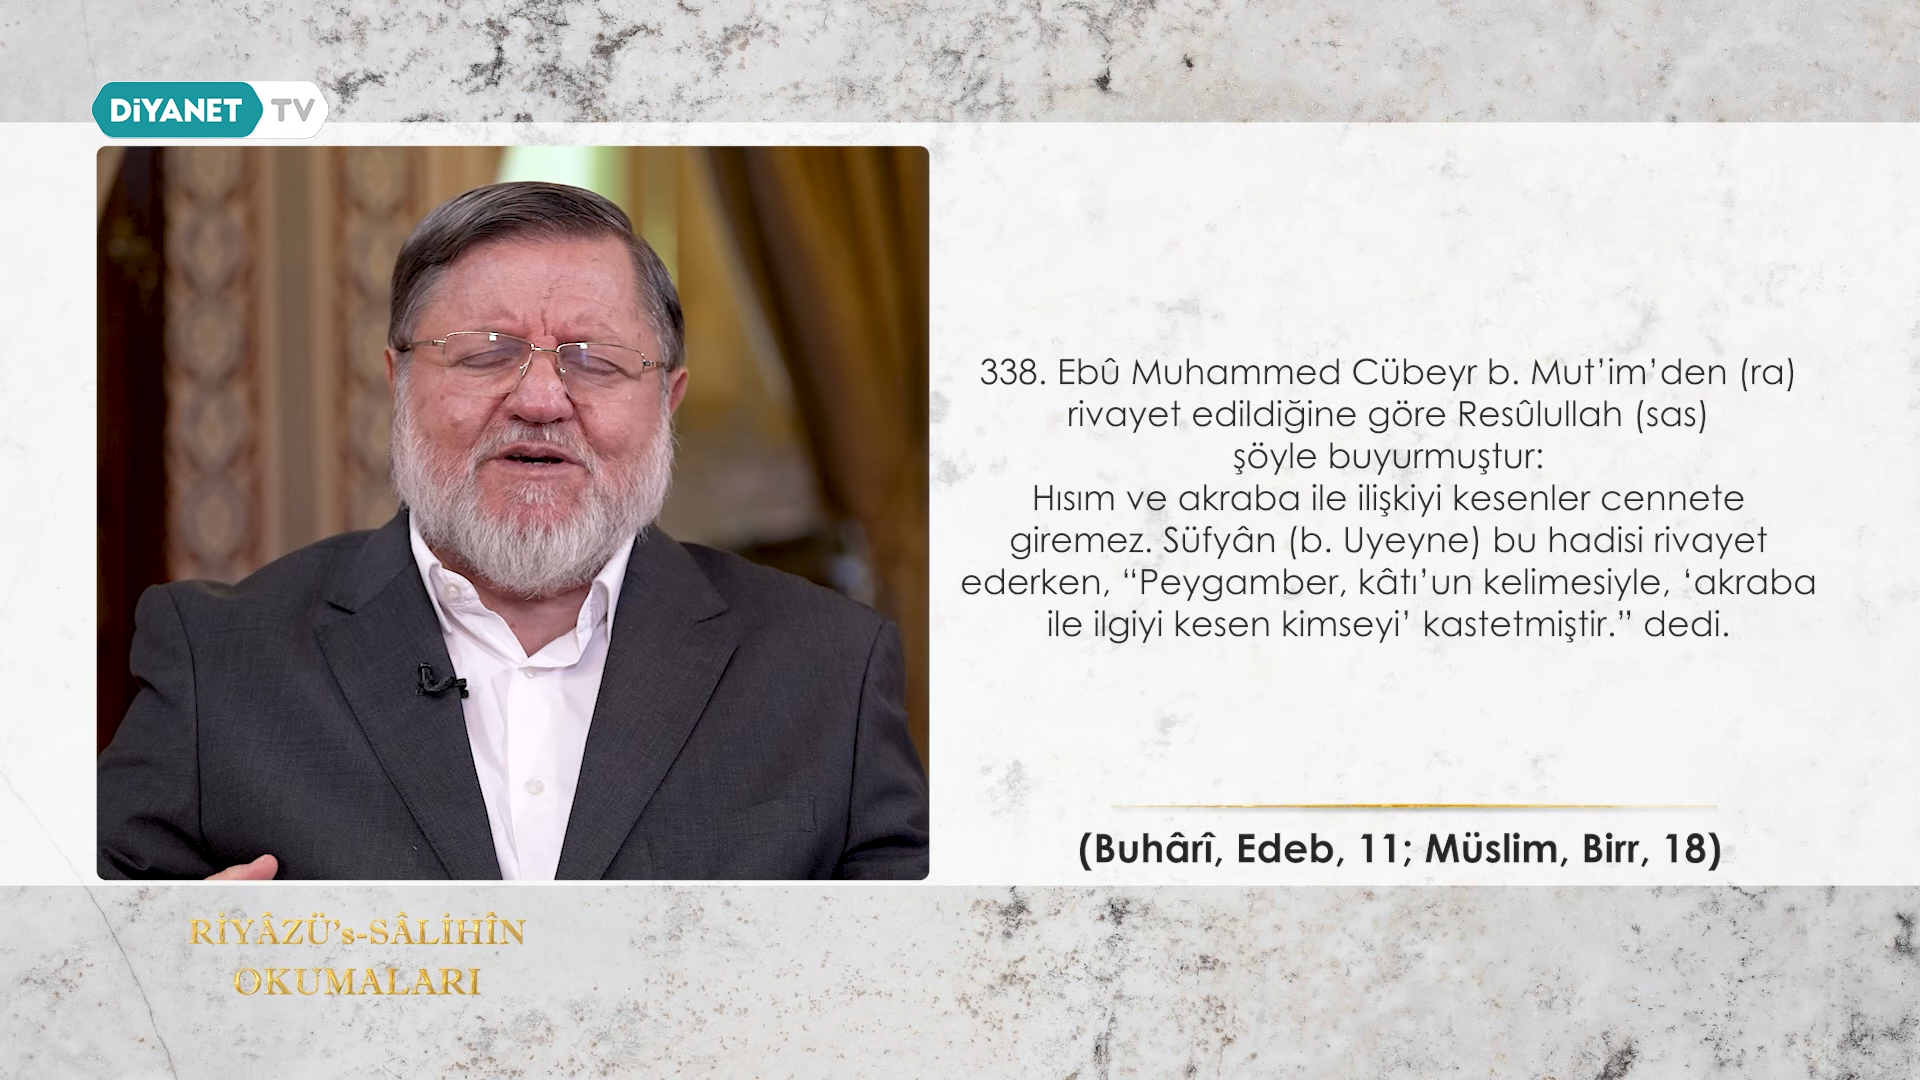 DiYANET TV
338. Ebû Muhammed Cübeyr b. Mut’im’den (ra)
rivayet edildiğine göre Resûlullah (sas)
şöyle buyurmuştur:
Hısım ve akraba ile ilişkiyi kesenler cennete
giremez. Süfyân (b. Uyeyne) bu hadisi rivayet
ederken, “Peygamber, kâtı’un kelimesiyle, ‘akraba
ile ilgiyi kesen kimseyi’ kastetmiştir.” dedi.
(Buhârî, Edeb, 11; Müslim, Birr, 18)
RİYÂZÜ’s-SÂLİHÎN
OKUMALARI